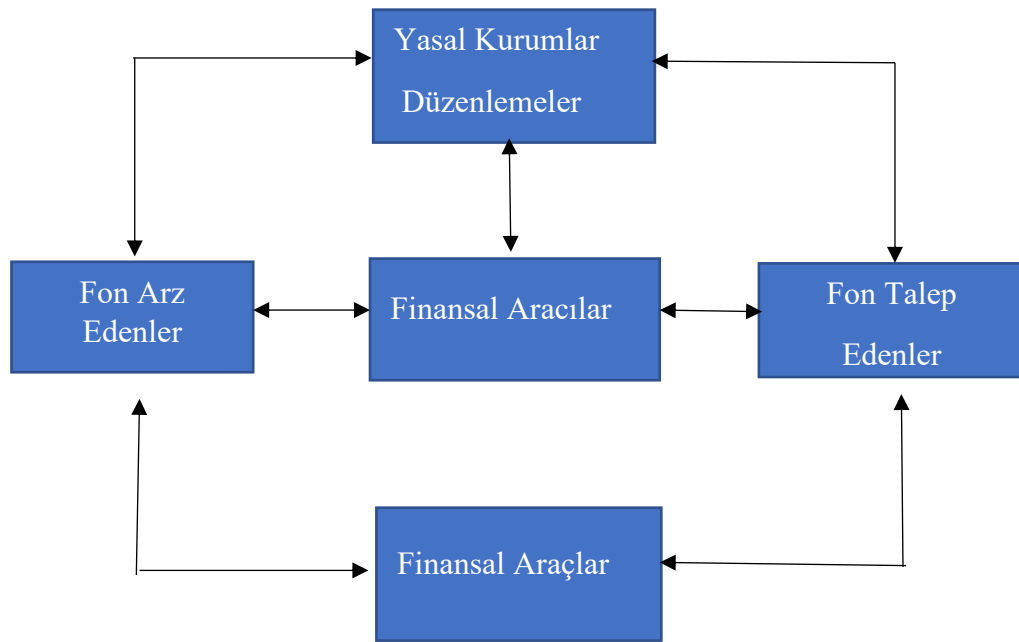 Yasal Kurumlar
Düzenlemeler
Fon Arz
Edenler
Finansal Aracılar
Fon Talep
Edenler
Finansal Araçlar